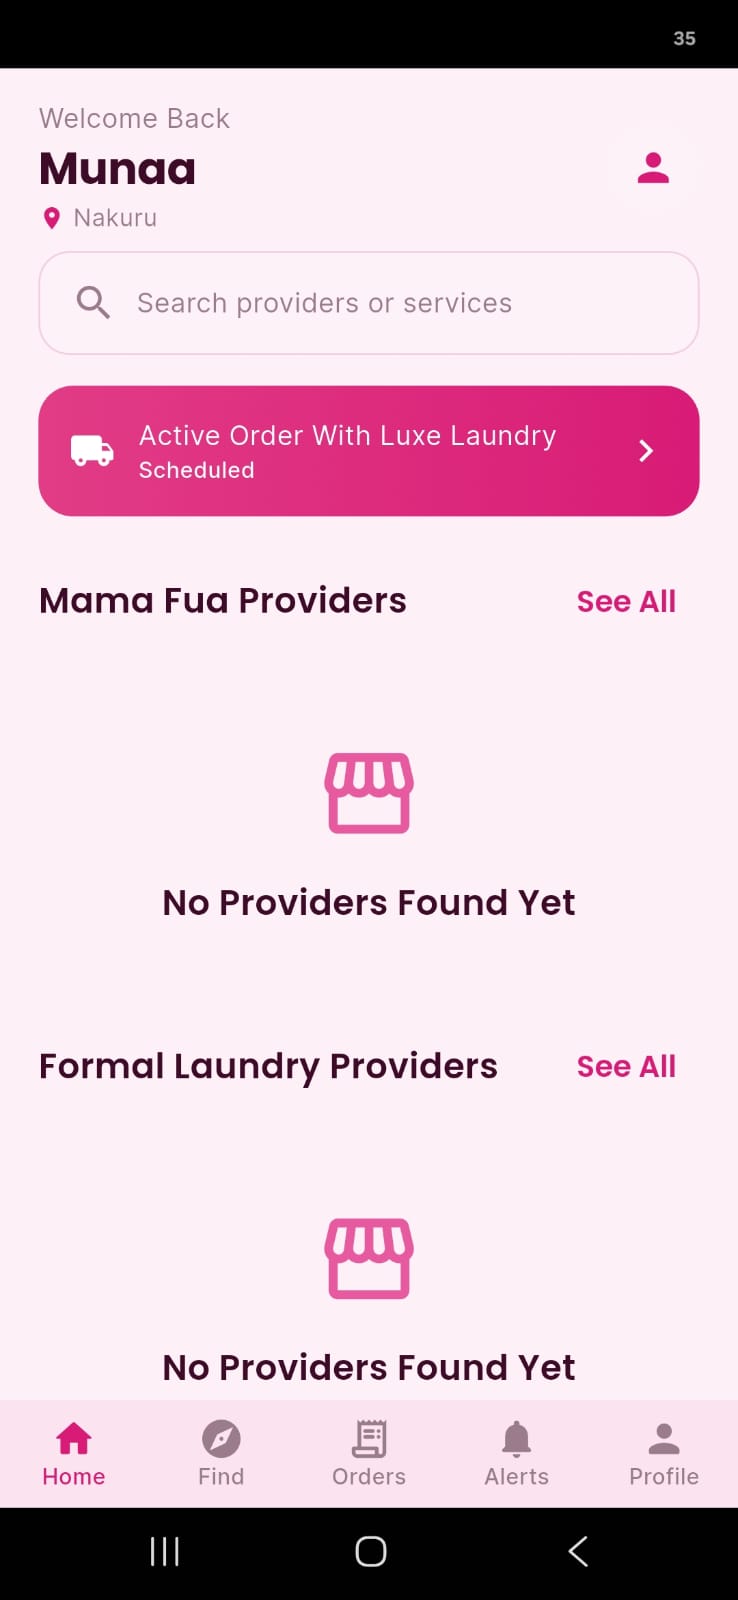 35
Welcome Back
Munaa
Nakuru
Search providers or services
Active Order With Luxe Laundry
Scheduled
Mama Fua Providers
See All
No Providers Found Yet
Formal Laundry Providers
See All
No Providers Found Yet
Home
Find
Orders
Alerts
Profile